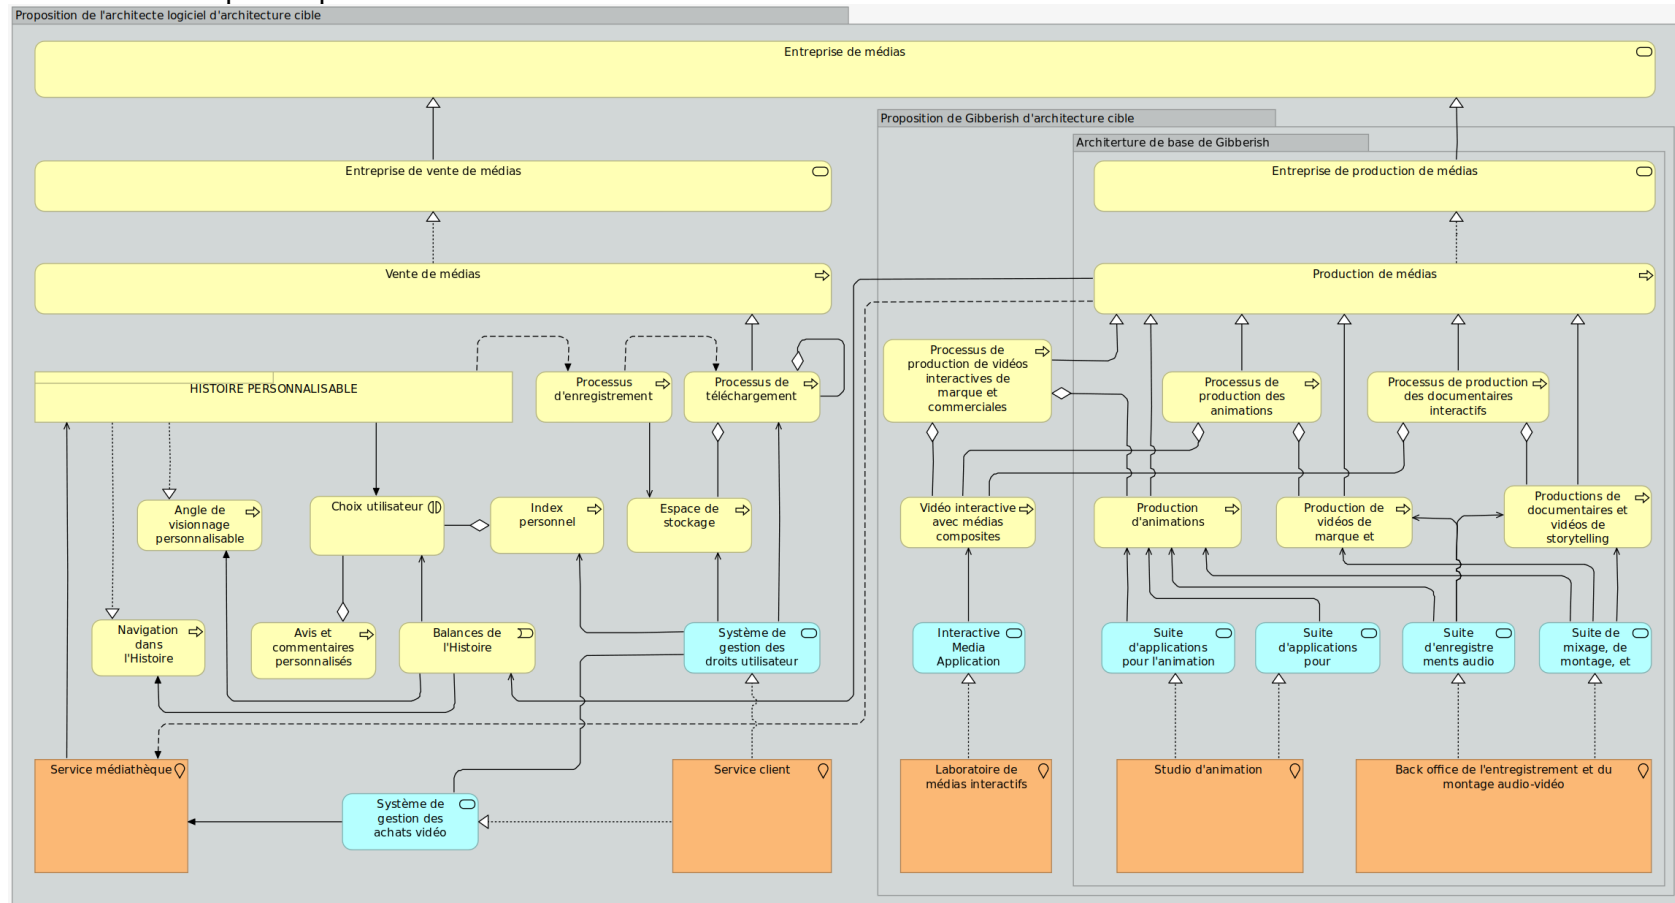 Proposition de l'architecte logiciel d'architecture cible
Entreprise de médias
Proposition de Gibberish d'architecture cible
Architerture de base de Gibberish
Entreprise de vente de médias
Entreprise de production de médias
Vente de médias
Production de médias
HISTOIRE PERSONNALISABLE
Processus
d'enregistrement
Processus de
téléchargement
Processus de
production de vidéos
interactives de
marque et
commerciales
Processus de
production des
animations
Processus de production
des documentaires
interactifs
Angle de
visionnage
personnalisable
Choix utilisateur
Index
personnel
Espace de
stockage
Vidéo interactive
avec médias
composites
Production
d'animations
Production de
vidéos de
marque et
Productions de
documentaires et
vidéos de
storytelling
Navigation
dans
l'Histoire
Avis et
commentaires
personnalisés
Balances de
l'Histoire
Système de
gestion des
droits utilisateur
Interactive
Media
Application
Suite
d'applications
pour l'animation
Suite
d'applications
pour
Suite
d'enregistre
ments audio
Suite de
mixage, de
montage, et
Service médiathèque
Système de
gestion des
achats vidéo
Service client
Laboratoire de
médias interactifs
Studio d'animation
Back office de l'entregistrement et du
montage audio-vidéo